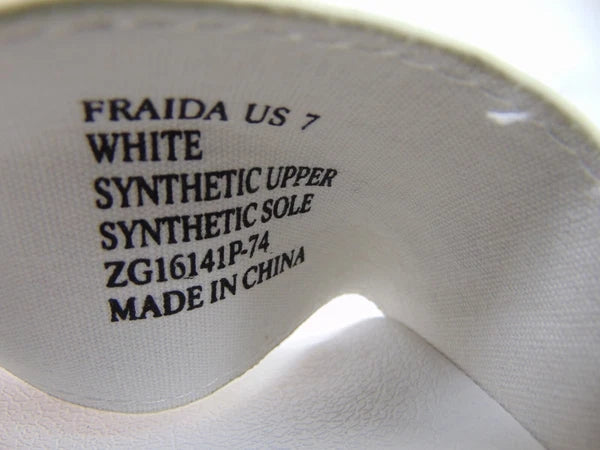 FRAIDA US 7
WHITE
SYNTHETIC UPPER
SYNTHETIC SOLE
ZG16141P-74
MADE IN CHINA